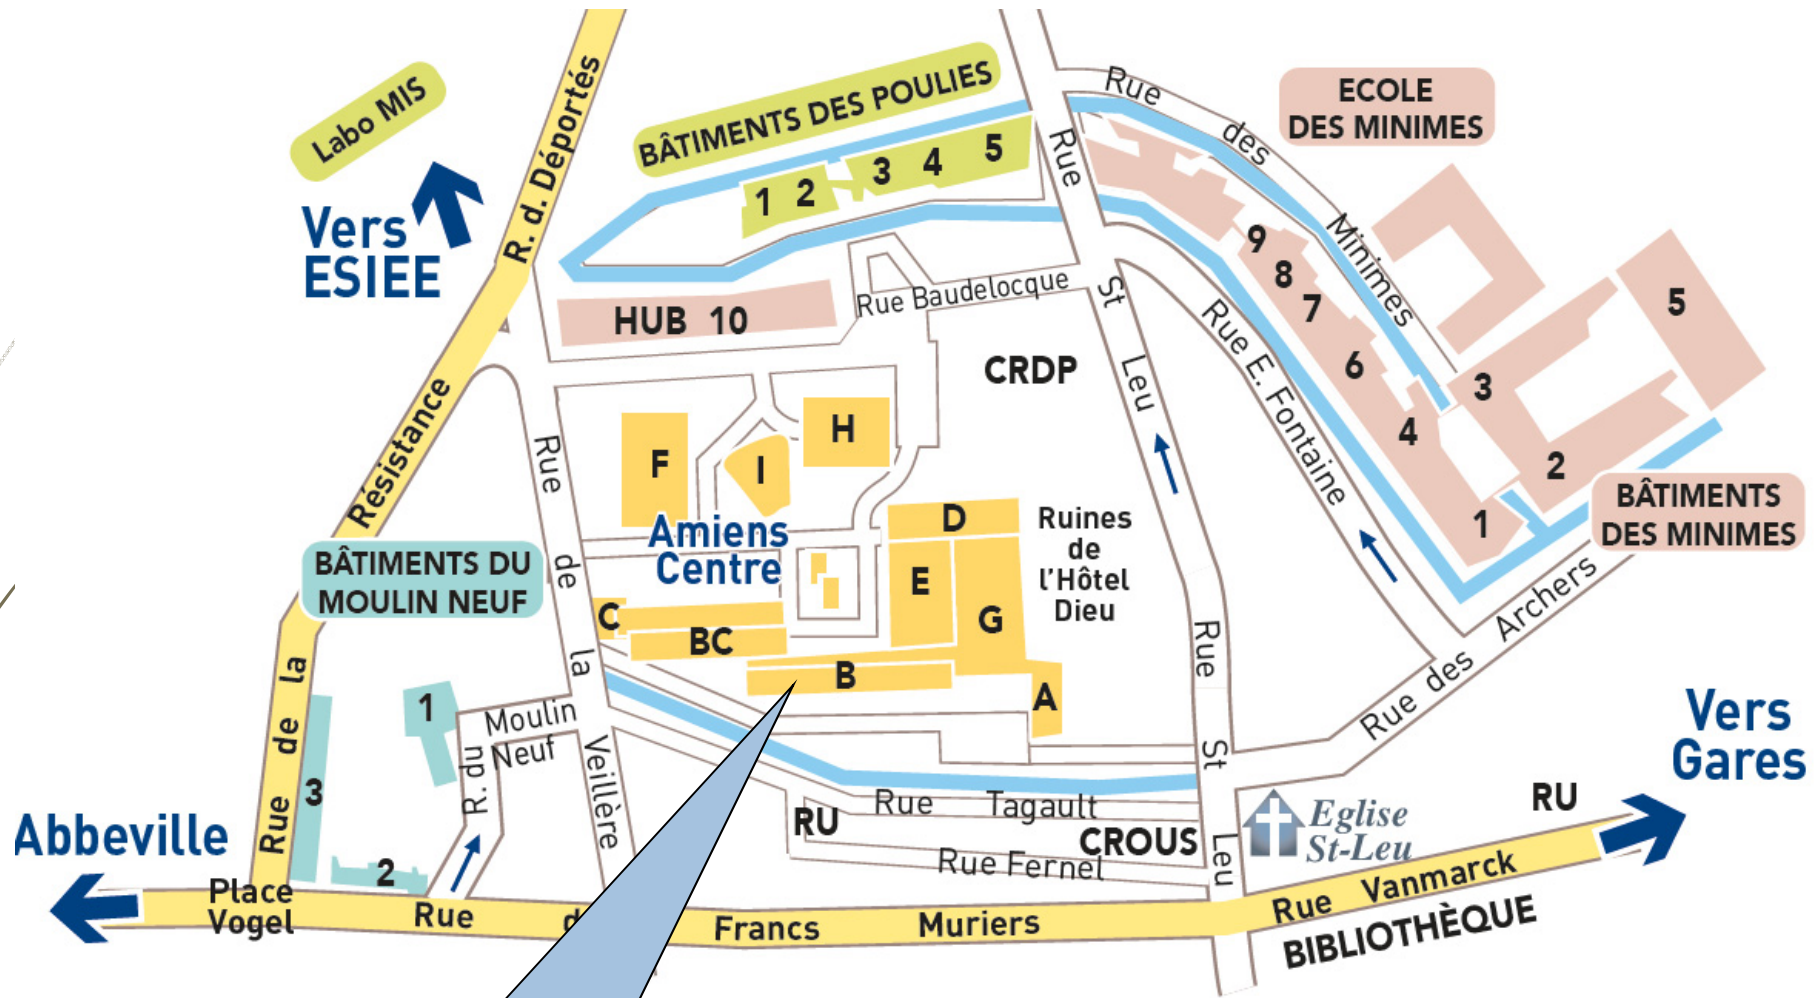 Labo MIS
BÂTIMENTS DES POULIES
1 2 3 4 5
Vers
ESIEE
R. d. Déportés
Rue
des
Minimes
ECOLE
DES MINIMES
Rue
St
Leu
Rue
St
Leu
9
8
7
6
4
1
3
2
5
BÂTIMENTS
DES MINIMES
HUB 10
Rue Baudelocque
CRDP
Rue E. Fontaine
Résistance
de la
Rue
Rue
de
la
Veillère
F
I
H
Amiens
Centre
D
E
G
Ruines
de
l'Hôtel
Dieu
C
BC
B
A
BÂTIMENTS DU
MOULIN NEUF
1
3
2
R. du
Moulin
Neuf
Rue des Archers
Vers
Gares
RU
Abbeville
Place
Vogel
Rue Tagault
RU
CROUS
Rue Fernel
Eglise
St-Leu
Rue d
Francs Muriers
Rue Vanmarck
BIBLIOTHÈQUE